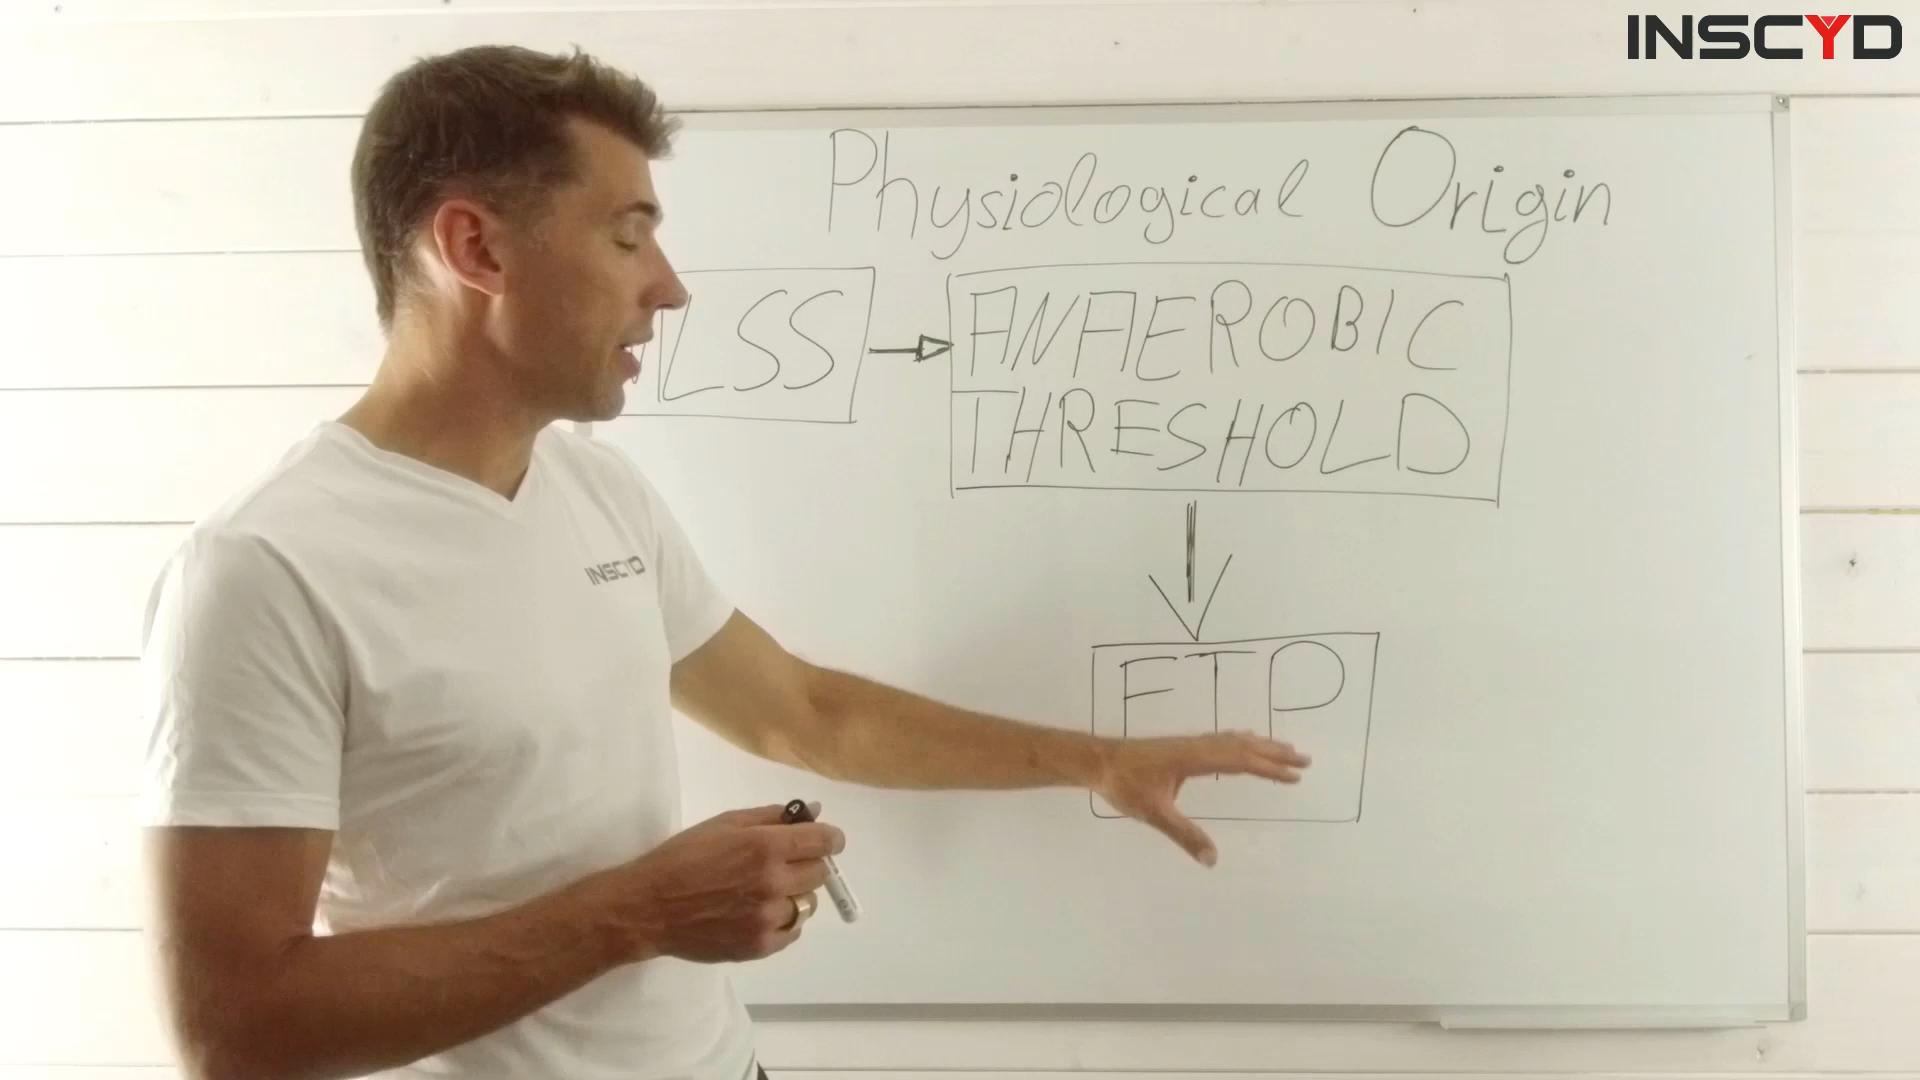 INSCYD
Physiological Origin
LSS
ANAEROBIC
THRESHOLD
FTP
INSCYD